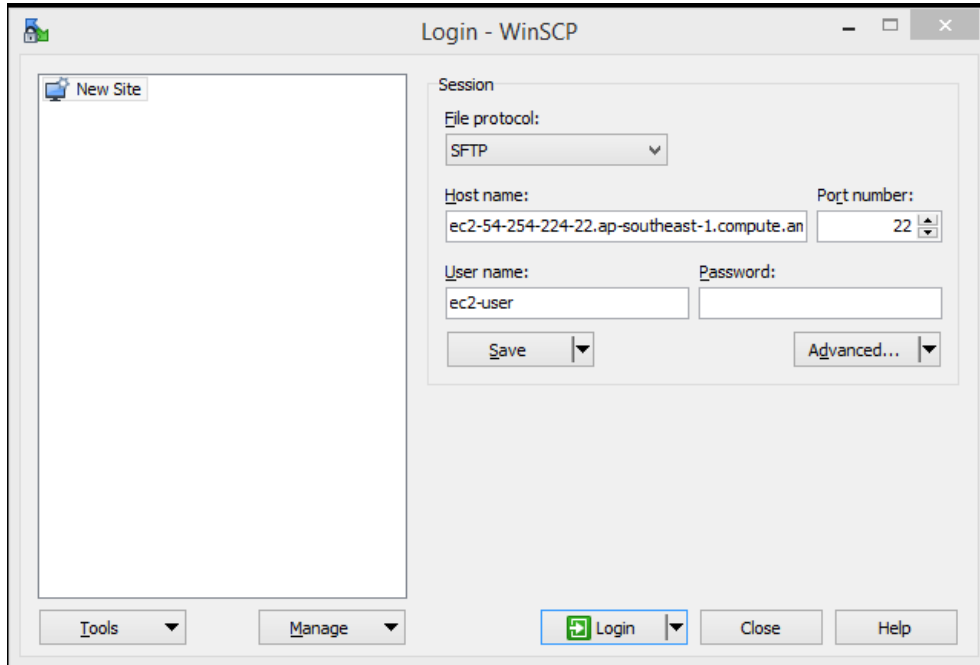 Login - WinSCP
New Site
Session
File protocol:
SFTP
Host name: Port number:
ec2-54-254-224-22.ap-southeast-1.compute.am 22
User name: Password:
ec2-user
Save Advanced...
Tools Manage Login Close Help